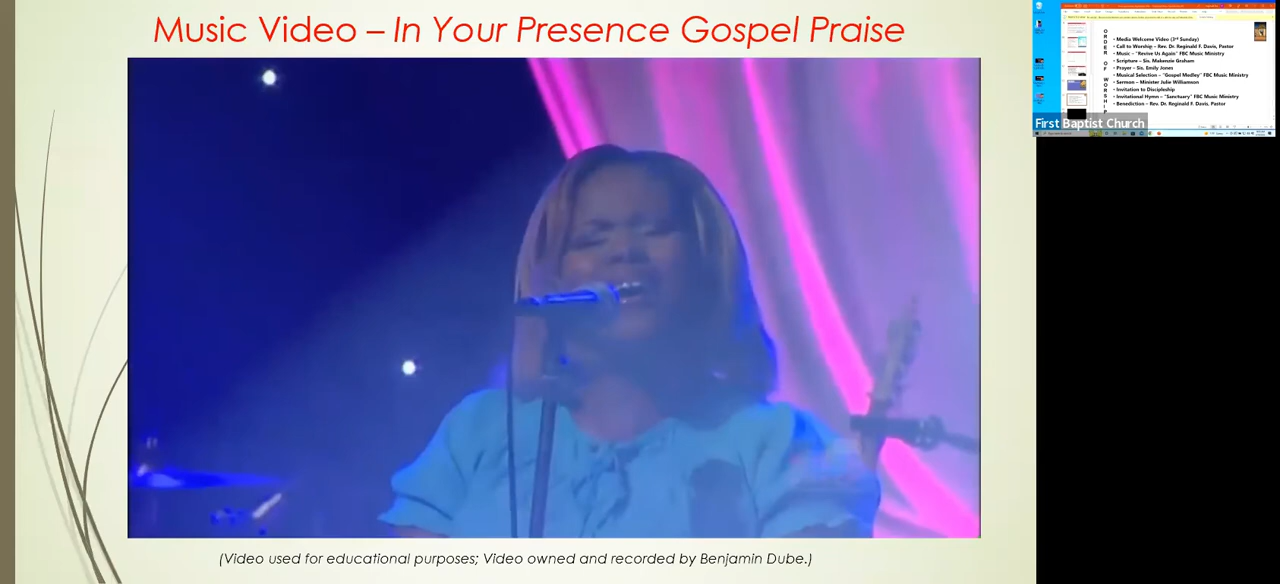 Music Video – In Your Presence Gospel Praise
(Video used for educational purposes; Video owned and recorded by Benjamin Dube.)
ORDER OF WORSHIP
• Media Welcome Video (3rd Sunday)
• Call to Worship – Rev. Dr. Reginald F. Davis, Pastor
• Music – "Revive Us Again" FBC Music Ministry
• Scripture – Sis. Makenzie Graham
• Prayer – Sis. Emily Jones
• Musical Selection – "Gospel Medley" FBC Music Ministry
• Sermon – Minister Julie Williamson
• Invitation to Discipleship
• Invitational Hymn – "Sanctuary" FBC Music Ministry
• Benediction – Rev. Dr. Reginald F. Davis, Pastor
First Baptist Church